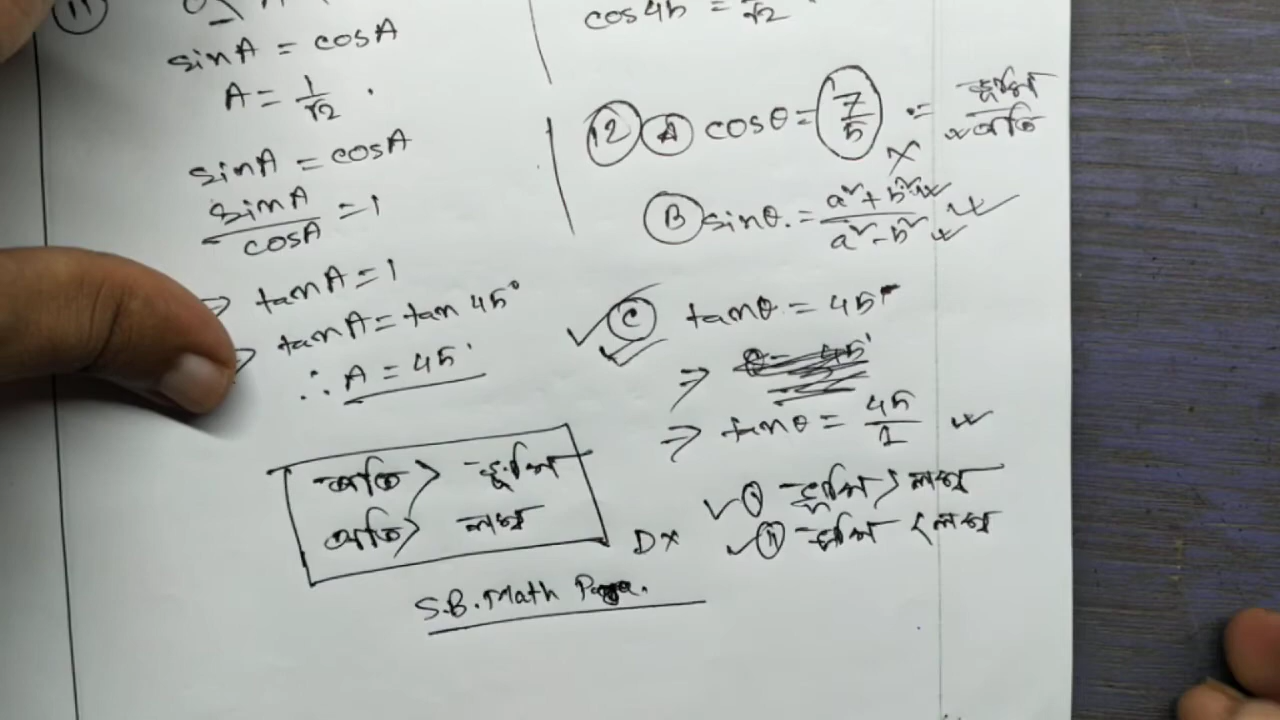 11
sinA = cosA
A = 1/√2 .
sinA = cosA
sinA/cosA = 1
⇒ tanA = 1
⇒ tanA = tan 45°
∴ A = 45°
অতি > ভূমি
অতি > লম্ব
S.B. Math
cos45 = 1/√2 .
12 A cosθ = 7/5 = ভূমি/অতি ×
B sinθ. = a²+b²/a²-b²
C tanθ = 45°
⇒
⇒ tanθ = 45/1
i ভূমি > লম্ব
D× ii ভূমি < লম্ব